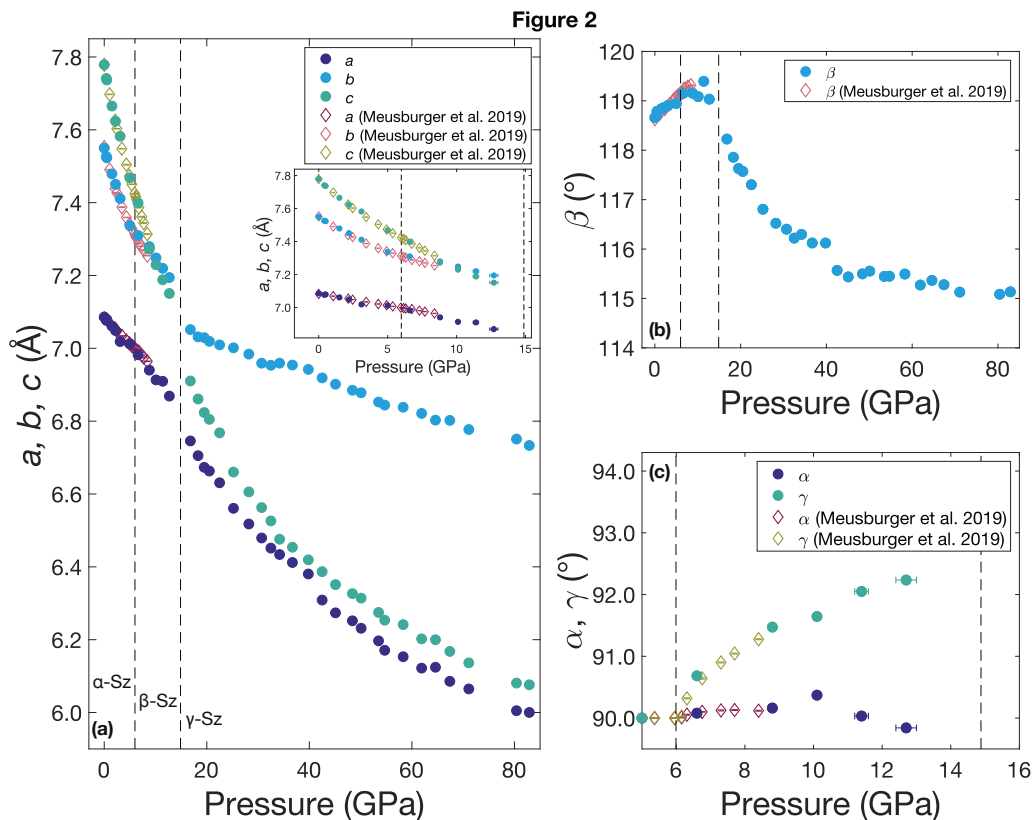 Figure 2
7.8
7.6
7.4
7.2
7.0
6.8
6.6
6.4
6.2
6.0
a, b, c (Å)
a
b
c
a (Meusburger et al. 2019)
b (Meusburger et al. 2019)
c (Meusburger et al. 2019)
7.8
7.6
7.4
7.2
7.0
a, b, c (Å)
0 5 10 15
Pressure (GPa)
α-Sz
β-Sz
γ-Sz
(a)
0 20 40 60 80
Pressure (GPa)
120
119
118
117
116
115
114
β (°)
β
β (Meusburger et al. 2019)
(b)
0 20 40 60 80
Pressure (GPa)
(c)
94.0
93.0
92.0
91.0
90.0
α, γ (°)
α
γ
α (Meusburger et al. 2019)
γ (Meusburger et al. 2019)
6 8 10 12 14 16
Pressure (GPa)